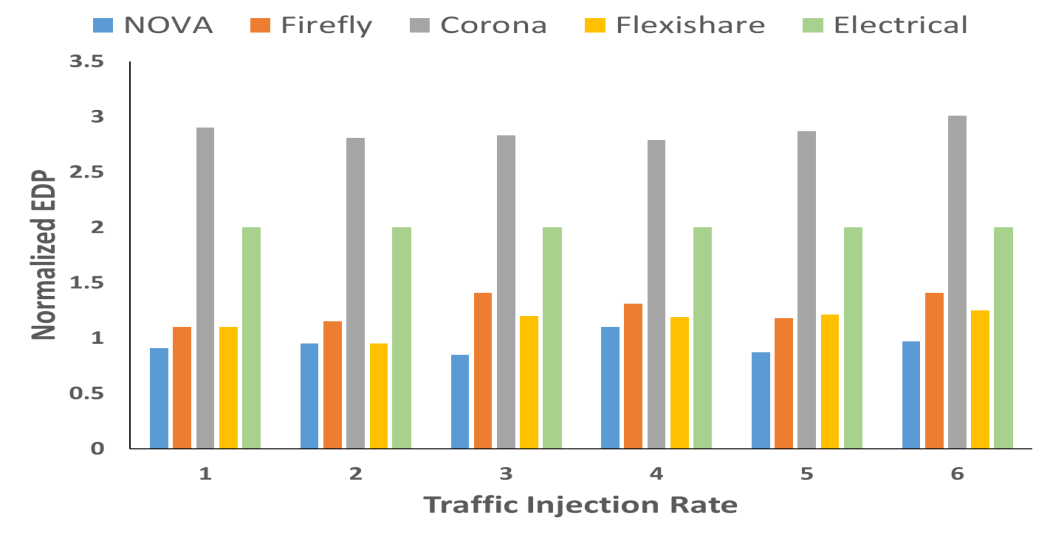 NOVA Firefly Corona Flexishare Electrical
3.5
3
2.5
2
1.5
1
0.5
0
Normalized EDP
1 2 3 4 5 6
Traffic Injection Rate